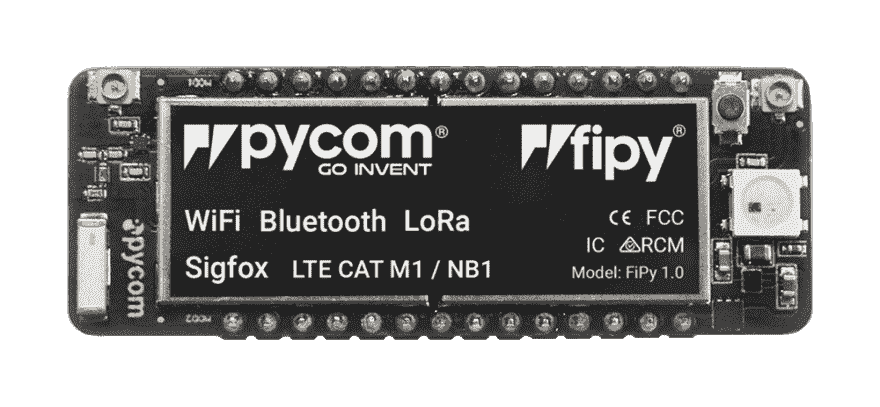 pycom®
GO INVENT
fipy®
WiFi Bluetooth LoRa
Sigfox LTE CAT M1 / NB1
CE FCC
IC RCM
Model: FiPy 1.0
pycom